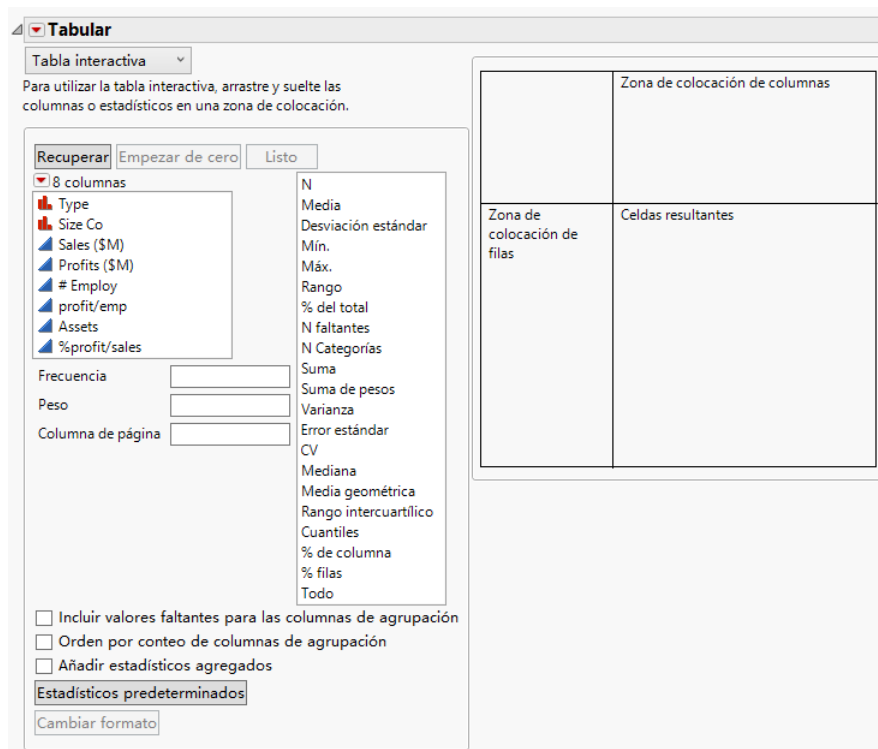 Tabular
Tabla interactiva
Para utilizar la tabla interactiva, arrastre y suelte las
columnas o estadísticos en una zona de colocación.
Recuperar Empezar de cero Listo
8 columnas
Type
Size Co
Sales ($M)
Profits ($M)
# Employ
profit/emp
Assets
%profit/sales
Frecuencia
Peso
Columna de página
N
Media
Desviación estándar
Mín.
Máx.
Rango
% del total
N faltantes
N Categorías
Suma
Suma de pesos
Varianza
Error estándar
CV
Mediana
Media geométrica
Rango intercuartílico
Cuantiles
% de columna
% filas
Todo
Incluir valores faltantes para las columnas de agrupación
Orden por conteo de columnas de agrupación
Añadir estadísticos agregados
Estadísticos predeterminados
Cambiar formato
Zona de colocación de columnas
Zona de
colocación de
filas
Celdas resultantes